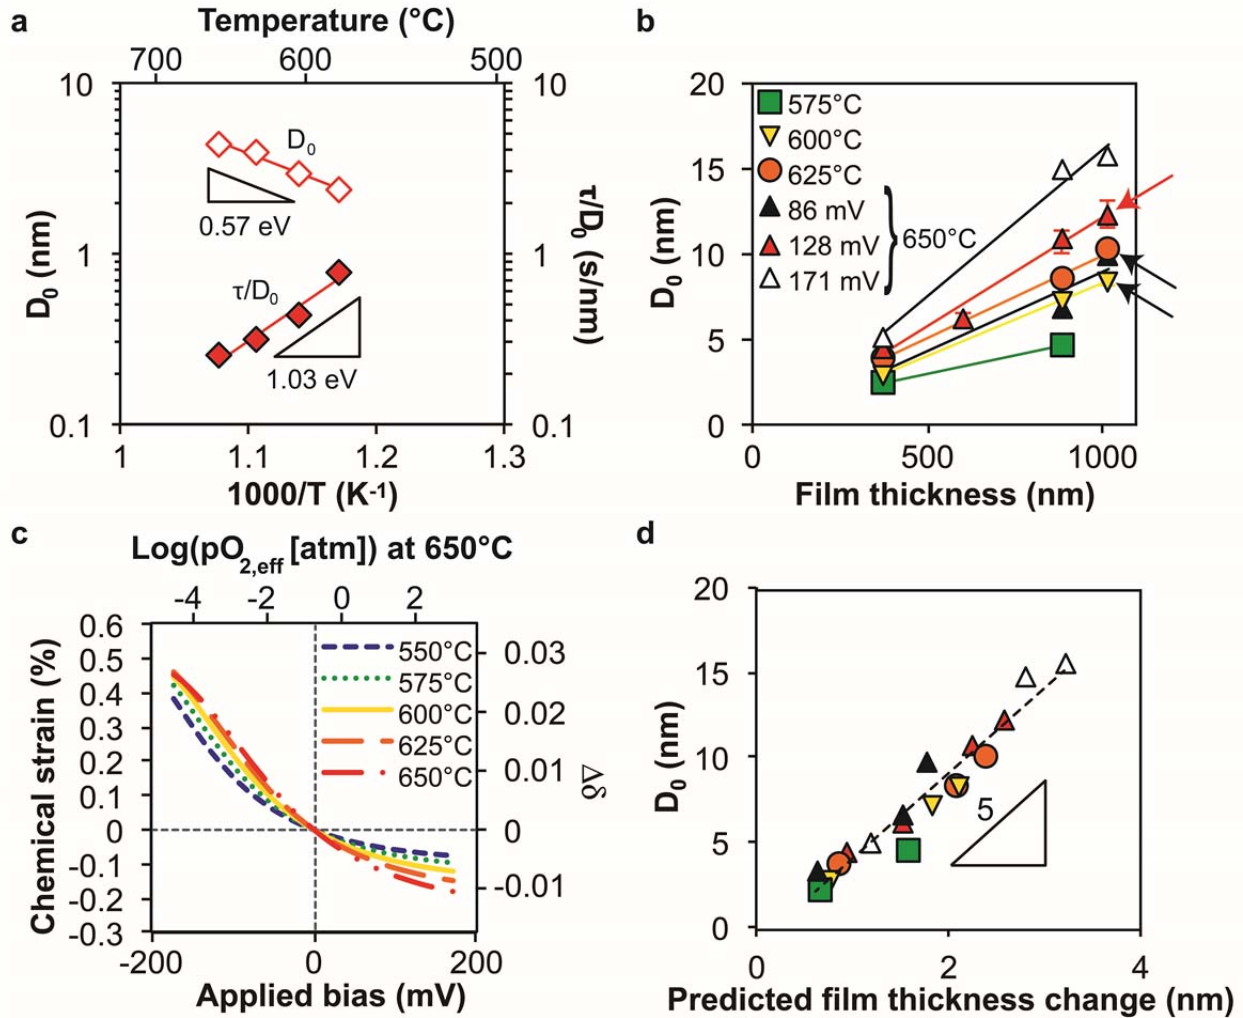 a
Temperature (°C)
700 600 500
10 10
D₀
0.57 eV
D₀ (nm)
1 1
τ/D₀ (s/nm)
τ/D₀
1.03 eV
0.1 0.1
1 1.1 1.2 1.3
1000/T (K⁻¹)
b
20
575°C
600°C
15
625°C
86 mV
128 mV
650°C
171 mV
10
D₀ (nm)
5
0
0 500 1000
Film thickness (nm)
c
Log(pO₂,eff [atm]) at 650°C
-4 -2 0 2
0.6
0.5
0.4
0.3
0.2
0.1
0
-0.1
-0.2
-0.3
Chemical strain (%)
550°C
575°C
600°C
625°C
650°C
0.03
0.02
0.01
0
-0.01
Δδ
-200 0 200
Applied bias (mV)
d
20
15
10
D₀ (nm)
5
5
0
0 2 4
Predicted film thickness change (nm)